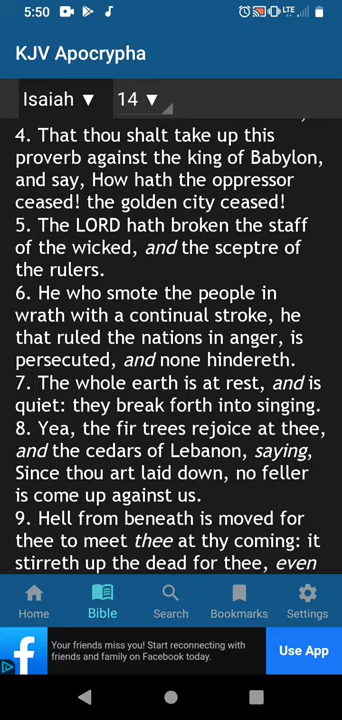 5:50
LTE
KJV Apocrypha
Isaiah ▼ 14 ▼
4. That thou shalt take up this
proverb against the king of Babylon,
and say, How hath the oppressor
ceased! the golden city ceased!
5. The LORD hath broken the staff
of the wicked, and the sceptre of
the rulers.
6. He who smote the people in
wrath with a continual stroke, he
that ruled the nations in anger, is
persecuted, and none hindereth.
7. The whole earth is at rest, and is
quiet: they break forth into singing.
8. Yea, the fir trees rejoice at thee,
and the cedars of Lebanon, saying,
Since thou art laid down, no feller
is come up against us.
9. Hell from beneath is moved for
thee to meet thee at thy coming: it
stirreth up the dead for thee, even
Home Bible Search Bookmarks Settings
Your friends miss you! Start reconnecting with
friends and family on Facebook today.
Use App